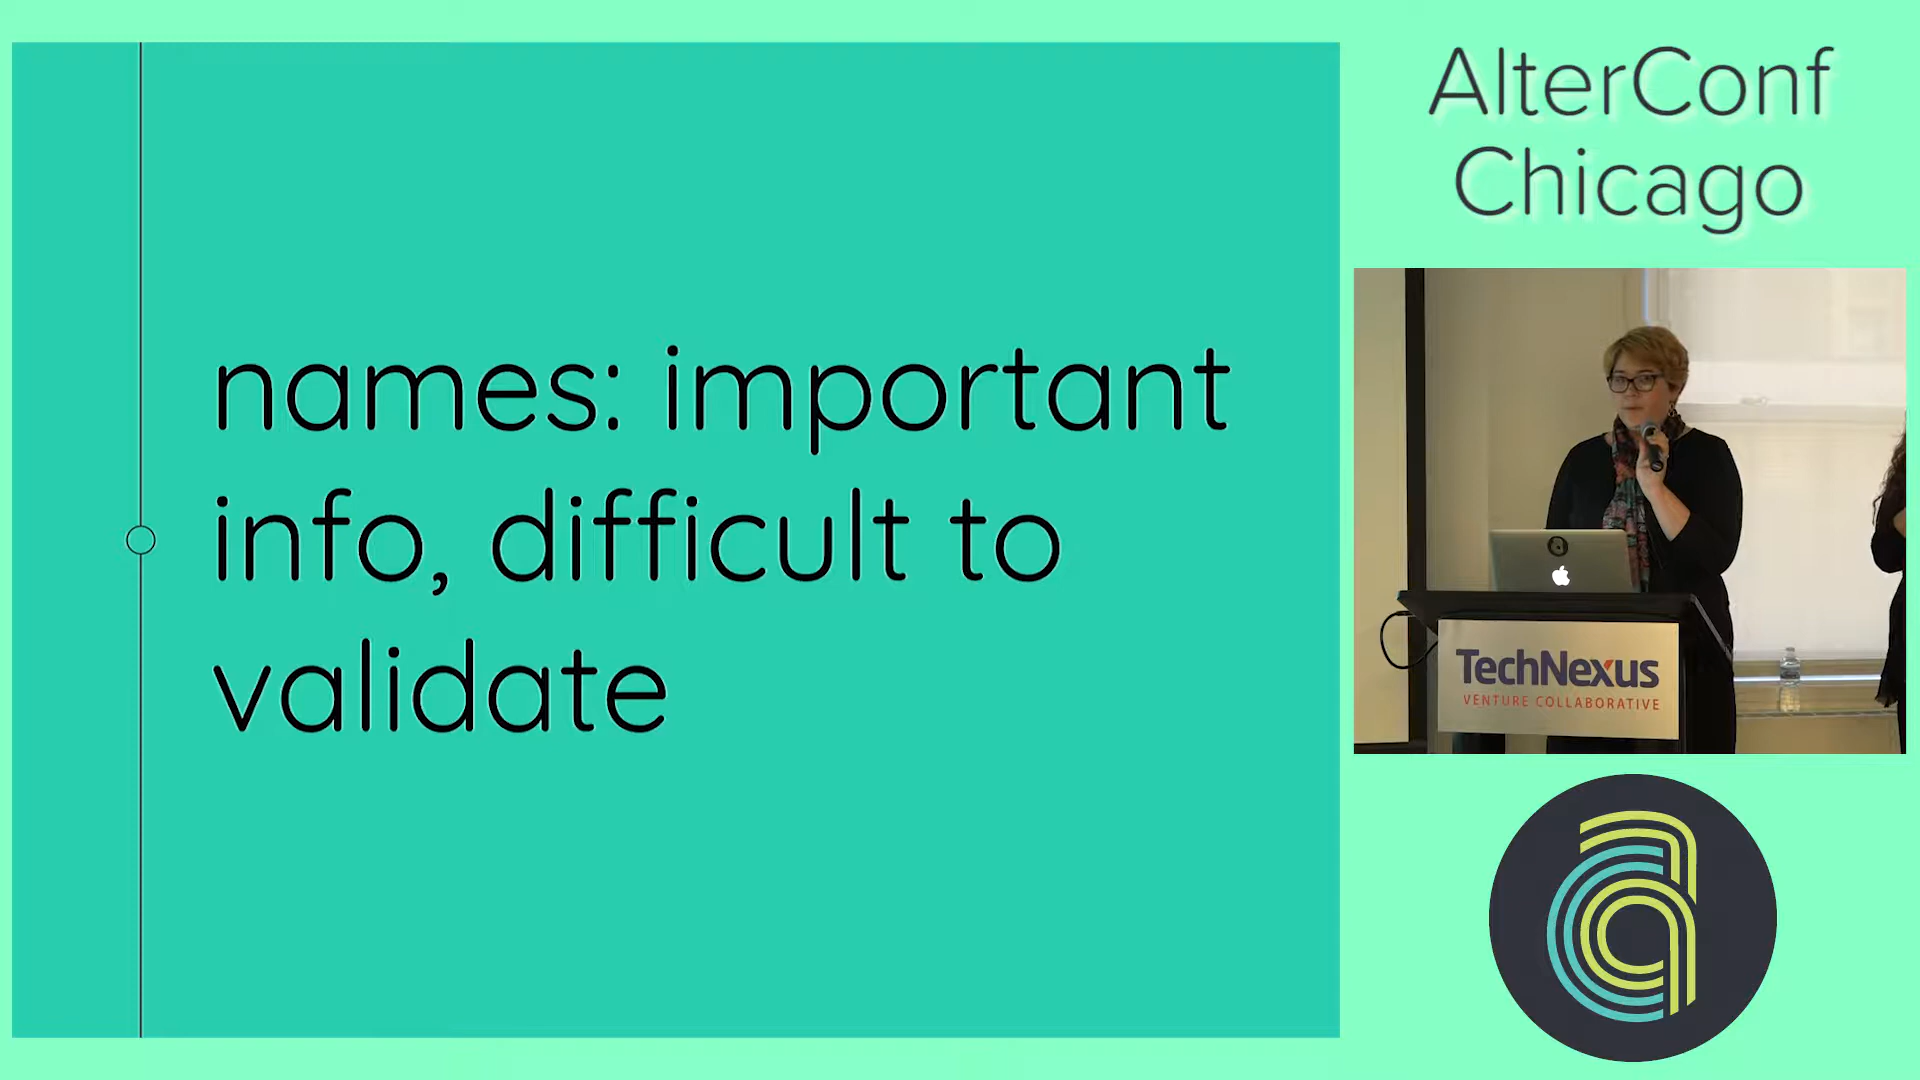 names: important
info, difficult to
validate
AlterConf
Chicago
TechNexus
VENTURE COLLABORATIVE